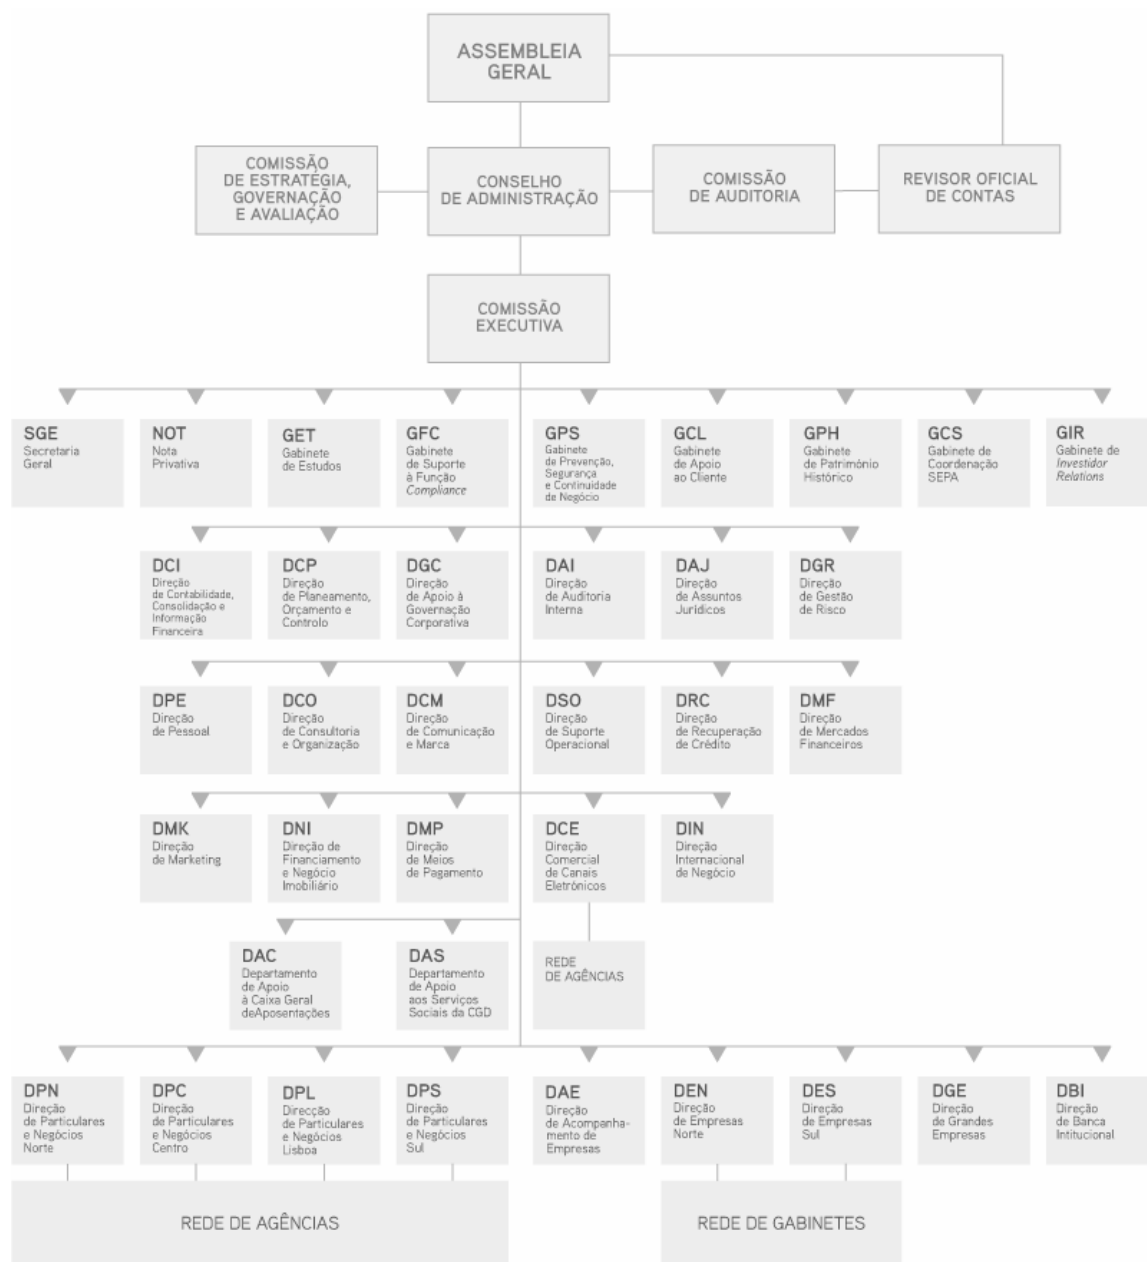 ASSEMBLEIA
GERAL
COMISSÃO
DE ESTRATÉGIA,
GOVERNAÇÃO
E AVALIAÇÃO
CONSELHO
DE ADMINISTRAÇÃO
COMISSÃO
DE AUDITORIA
REVISOR OFICIAL
DE CONTAS
COMISSÃO
EXECUTIVA
SGE
Secretaria
Geral
NOT
Nota
Privativa
GET
Gabinete
de Estudos
GFC
Gabinete
de Suporte
à Função
Compliance
GPS
Gabinete
de Prevenção,
Segurança
e Continuidade
de Negócio
GCL
Gabinete
de Apoio
ao Cliente
GPH
Gabinete
de Património
Histórico
GCS
Gabinete de
Coordenação
SEPA
GIR
Gabinete de
Investidor
Relations
DCI
Direção
de Contabilidade,
Consolidação e
Informação
Financeira
DCP
Direção
de Planeamento,
Orçamento e
Controlo
DGC
Direção
de Apoio à
Governação
Corporativa
DAI
Direção
de Auditoria
Interna
DAJ
Direção
de Assuntos
Jurídicos
DGR
Direção
de Gestão
de Risco
DPE
Direção
de Pessoal
DCO
Direção
de Consultoria
e Organização
DCM
Direção
de Comunicação
e Marca
DSO
Direção
de Suporte
Operacional
DRC
Direção
de Recuperação
de Crédito
DMF
Direção
de Mercados
Financeiros
DMK
Direção
de Marketing
DNI
Direção de
Financiamento
e Negócio
Imobiliário
DMP
Direção
de Meios
de Pagamento
DCE
Direção
Comercial
de Canais
Eletrónicos
DIN
Direção
Internacional
de Negócio
DAC
Departamento
de Apoio
à Caixa Geral
deAposentações
DAS
Departamento
de Apoio
aos Serviços
Sociais da CGD
REDE
DE AGÊNCIAS
DPN
Direção
de Particulares
e Negócios
Norte
DPC
Direção
de Particulares
e Negócios
Centro
DPL
Direcção
de Particulares
e Negócios
Lisboa
DPS
Direção
de Particulares
e Negócios
Sul
DAE
Direção
de Acompanha-
mento de
Empresas
DEN
Direção
de Empresas
Norte
DES
Direção
de Empresas
Sul
DGE
Direção
de Grandes
Empresas
DBI
Direção
de Banca
Intitucional
REDE DE AGÊNCIAS
REDE DE GABINETES